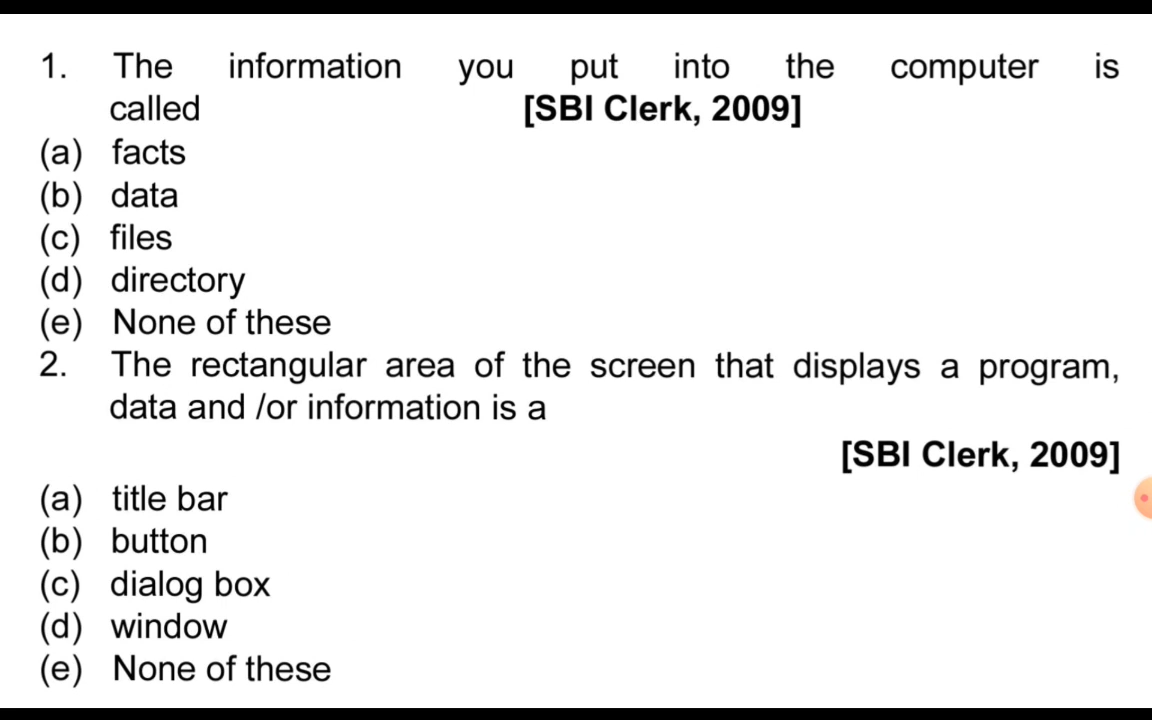 1. The information you put into the computer is
called [SBI Clerk, 2009]
(a) facts
(b) data
(c) files
(d) directory
(e) None of these
2. The rectangular area of the screen that displays a program,
data and /or information is a
[SBI Clerk, 2009]
(a) title bar
(b) button
(c) dialog box
(d) window
(e) None of these